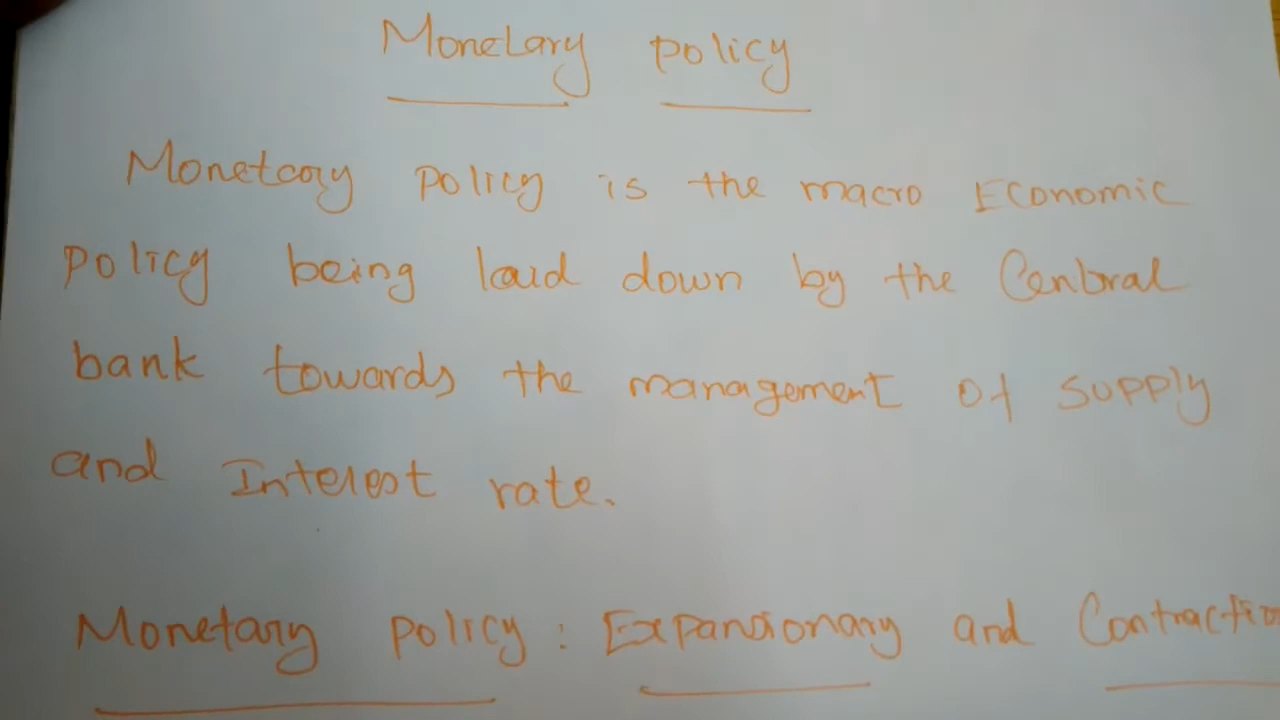 Monetary policy
Monetary policy is the macro Economic
policy being laid down by the Central
bank towards the management of supply
and Interest rate.
Monetary policy : Expansionary and Contractio